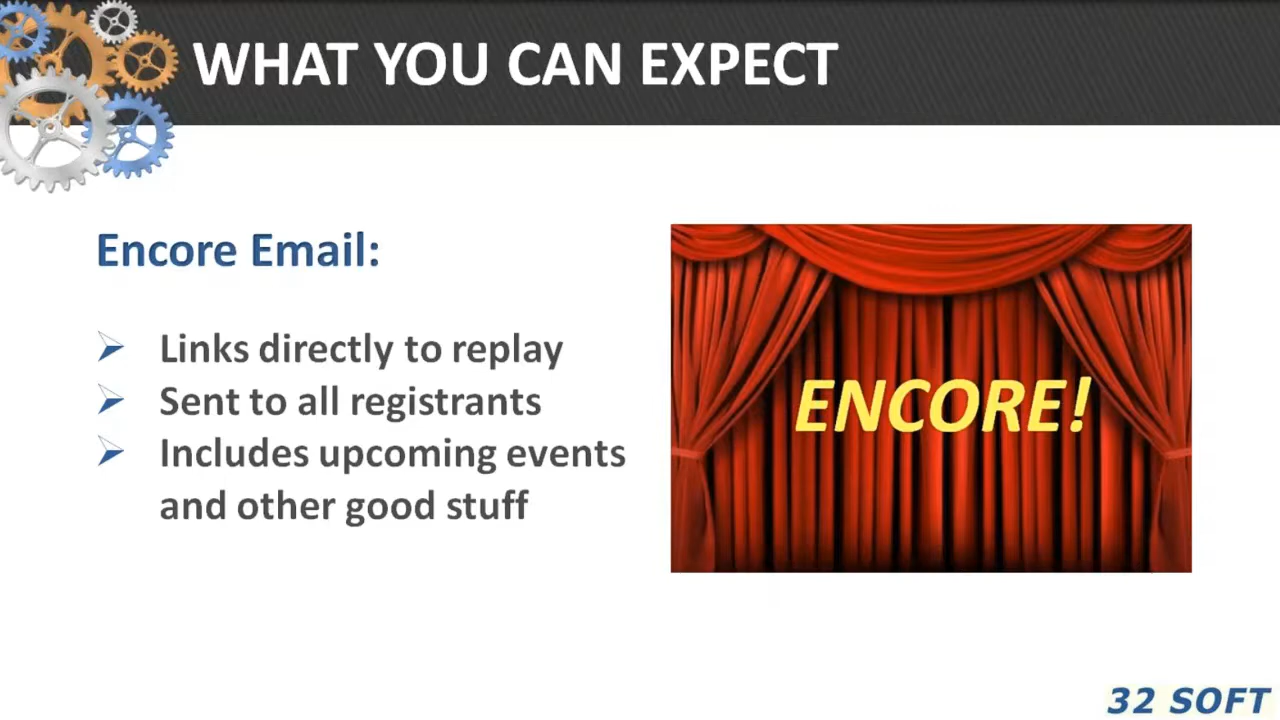 WHAT YOU CAN EXPECT
Encore Email:
Links directly to replay
Sent to all registrants
Includes upcoming events
and other good stuff
ENCORE!
32 SOFT